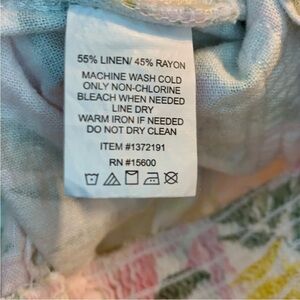 55% LINEN/ 45% RAYON
MACHINE WASH COLD
ONLY NON-CHLORINE
BLEACH WHEN NEEDED
LINE DRY
WARM IRON IF NEEDED
DO NOT DRY CLEAN
ITEM #1372191
RN #15600